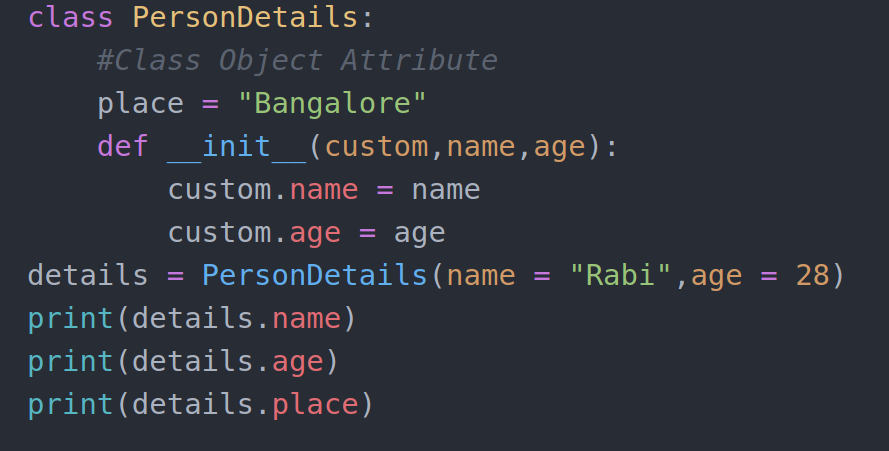 class PersonDetails:
    #Class Object Attribute
    place = "Bangalore"
    def __init__(custom,name,age):
        custom.name = name
        custom.age = age
details = PersonDetails(name = "Rabi",age = 28)
print(details.name)
print(details.age)
print(details.place)